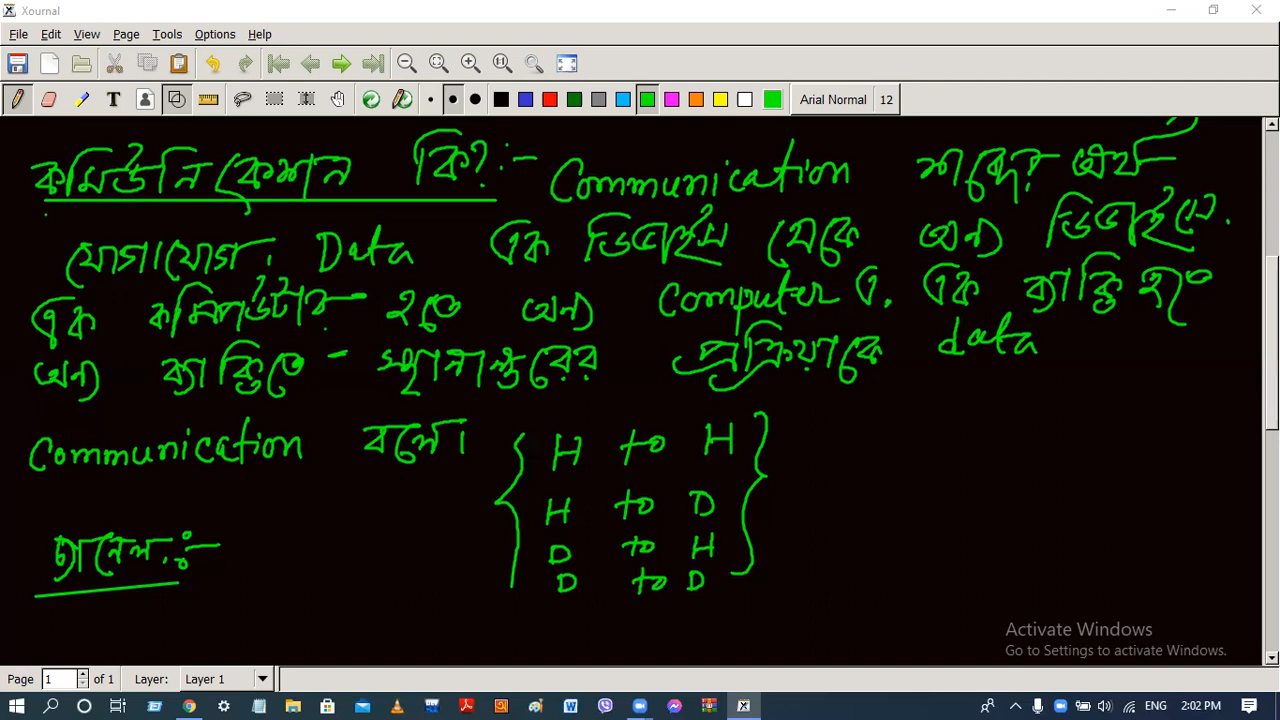 Xournal
File Edit View Page Tools Options Help
Arial Normal 12
কমিউনিকেশান কি?:- Communication শব্দের অর্থ
যোগাযোগ. Data এক ডিভাইস থেকে অন্য ডিভাইসে.
এক কম্পিউটার হতে অন্য Computer এ. এক ব্যাক্তি হতে
অন্য ব্যাক্তিতে - স্থানান্তরের প্রক্রিয়াকে data
Communication বলে।
H to H
H to D
D to H
D to D
চ্যানেল.:-
Activate Windows
Go to Settings to activate Windows.
Page 1 of 1 Layer: Layer 1
ENG 2:02 PM